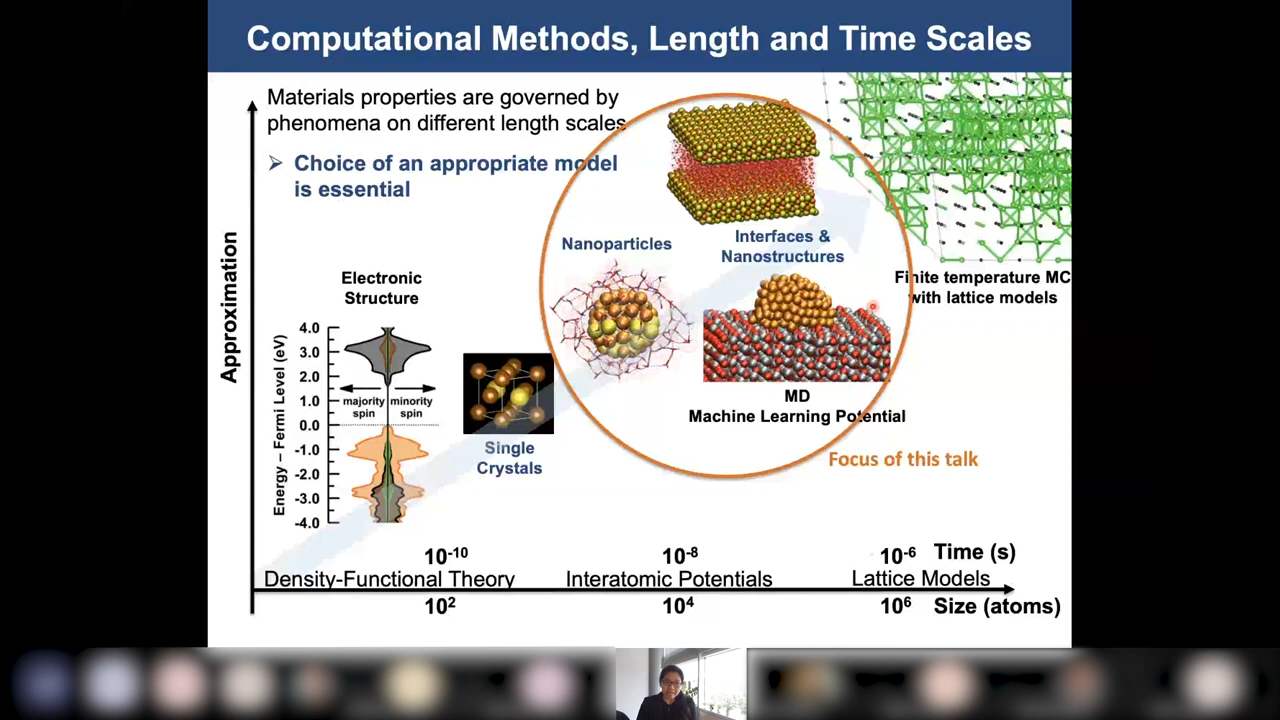 Computational Methods, Length and Time Scales
Materials properties are governed by
phenomena on different length scales
Choice of an appropriate model
is essential
Approximation
Electronic
Structure
Energy – Fermi Level (eV)
4.0
3.0
2.0
1.0
0.0
-1.0
-2.0
-3.0
-4.0
majority
spin
minority
spin
Single
Crystals
Nanoparticles
Interfaces &
Nanostructures
MD
Machine Learning Potential
Focus of this talk
Finite temperature MC
with lattice models
10⁻¹⁰
10⁻⁸
10⁻⁶
Time (s)
Density-Functional Theory
Interatomic Potentials
Lattice Models
10²
10⁴
10⁶
Size (atoms)